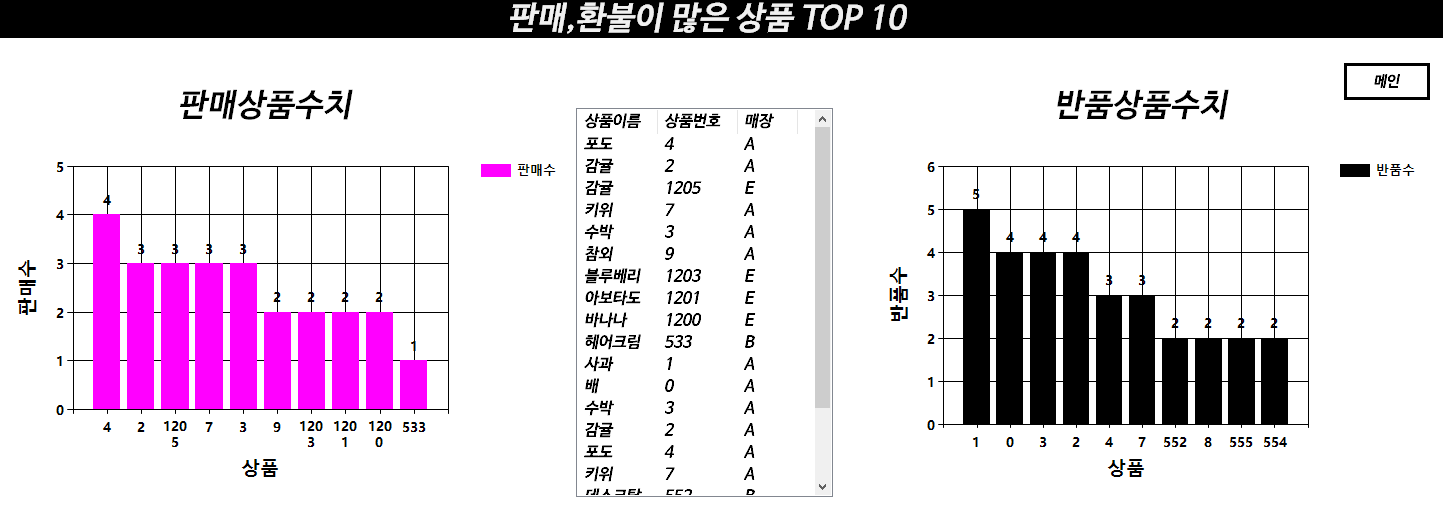 판매,환불이 많은 상품 TOP 10
메인
판매상품수치
판매수
5
4
3
2
1
0
4
3
3
3
3
2
2
2
2
1
4 2 1205 7 3 9 1203 1201 1200 533
상품
판매수
상품이름 상품번호 매장
포도 4 A
감귤 2 A
감귤 1205 E
키위 7 A
수박 3 A
참외 9 A
블루베리 1203 E
아보타도 1201 E
바나나 1200 E
헤어크림 533 B
사과 1 A
배 0 A
수박 3 A
감귤 2 A
포도 4 A
키위 7 A
데스크탑 552 B
반품상품수치
반품수
6
5
4
3
2
1
0
5
4
4
4
3
3
2
2
2
2
1 0 3 2 4 7 552 8 555 554
상품
반품수